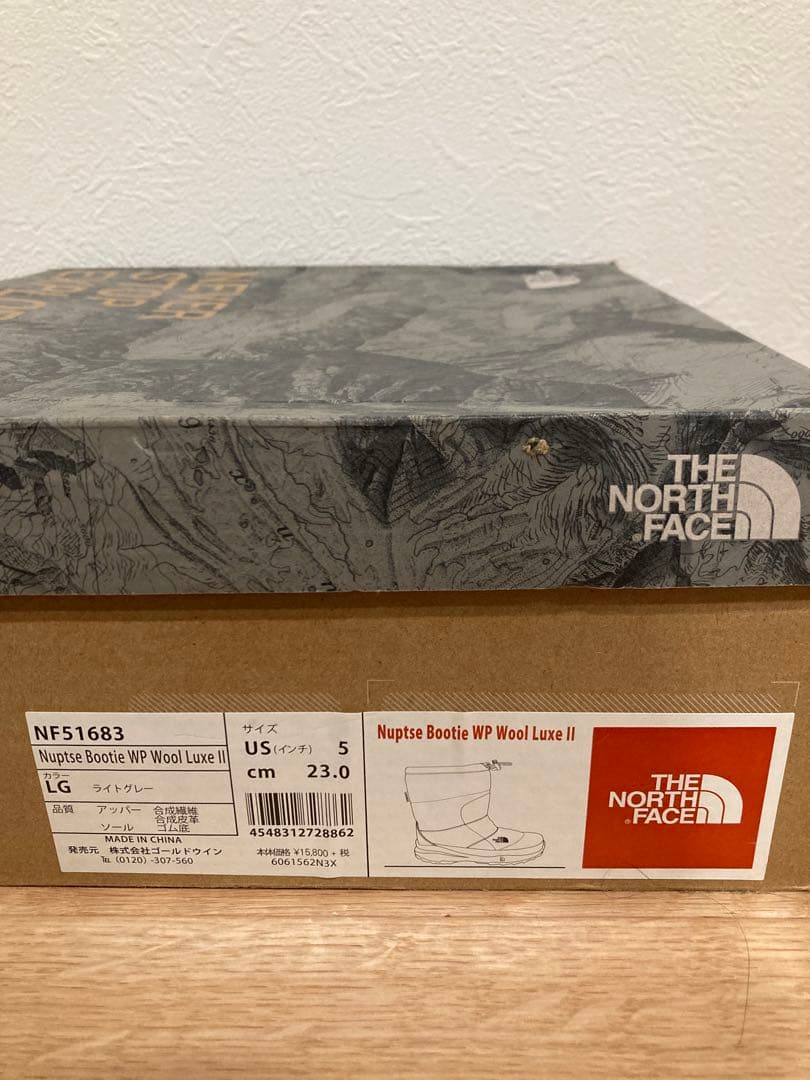 THE
NORTH
FACE
NF51683
Nuptse Bootie WP Wool Luxe II
カラー
LG ライトグレー
品質 アッパー 合成繊維
合成皮革
ソール ゴム底
MADE IN CHINA
発売元 株式会社ゴールドウイン
℡ (0120)-307-560
サイズ
US(インチ) 5
cm 23.0
4548312728862
本体価格 ¥15,800 + 税
6061562N3X
Nuptse Bootie WP Wool Luxe II
THE
NORTH
FACE